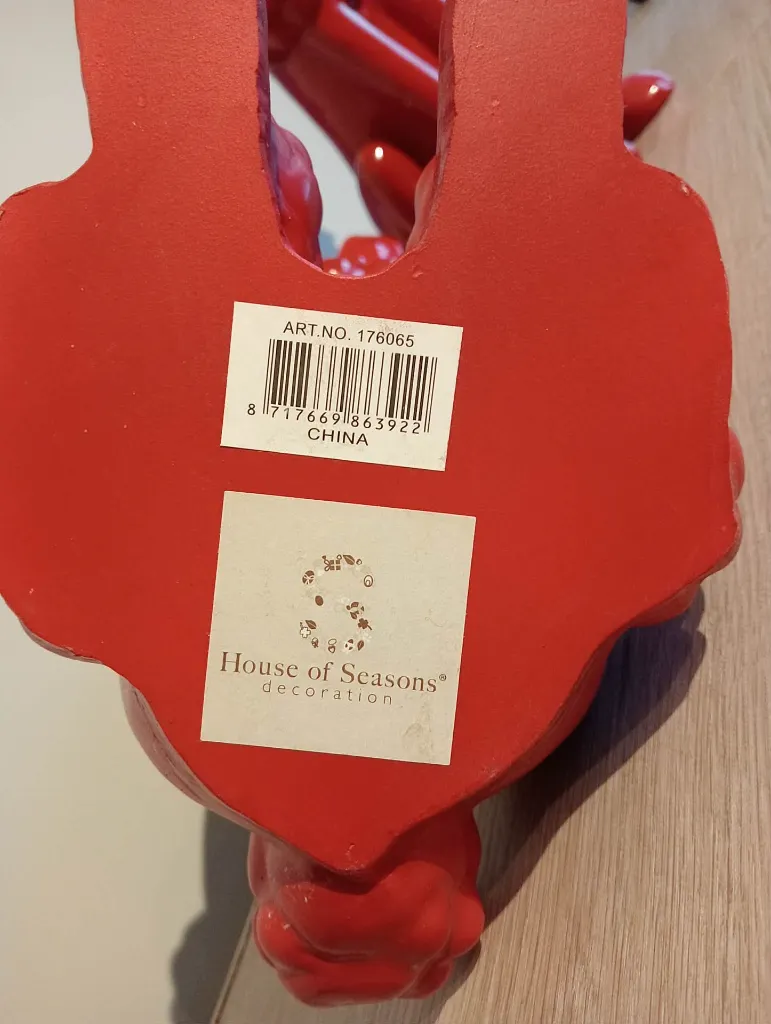 ART.NO. 176065
8 717669 863922
CHINA
House of Seasons®
decoration